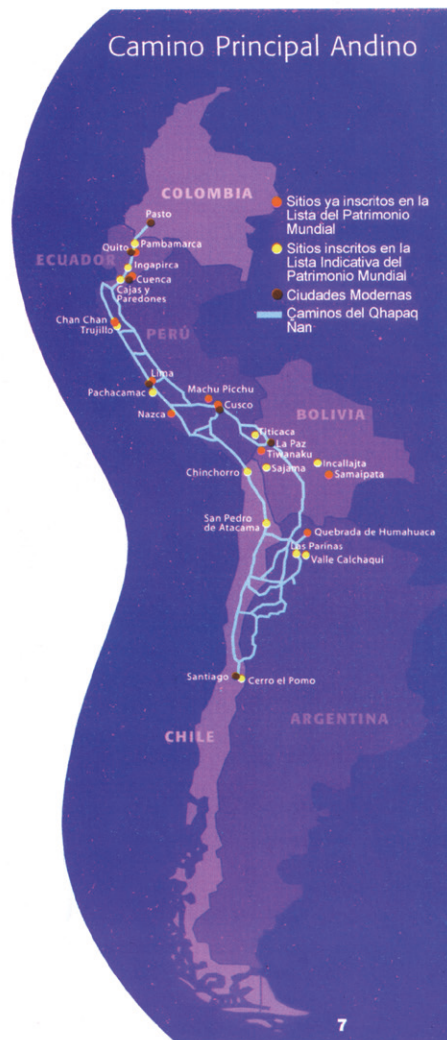 Camino Principal Andino
COLOMBIA
Sitios ya inscritos en la
Lista del Patrimonio
Mundial
Sitios inscritos en la
Lista Indicativa del
Patrimonio Mundial
Ciudades Modernas
Caminos del Qhapaq
Ñan
Pasto
Quito
Pambamarca
ECUADOR
Ingapirca
Cuenca
Cajas y
Paredones
Chan Chan
Trujillo
PERÚ
Lima
Pachacamac
Machu Picchu
Cusco
Nazca
BOLIVIA
Titicaca
La Paz
Tiwanaku
Sajama
Incallajta
Samaipata
Chinchorro
San Pedro
de Atacama
Quebrada de Humahuaca
Las Parinas
Valle Calchaqui
Santiago
Cerro el Pomo
ARGENTINA
CHILE
7